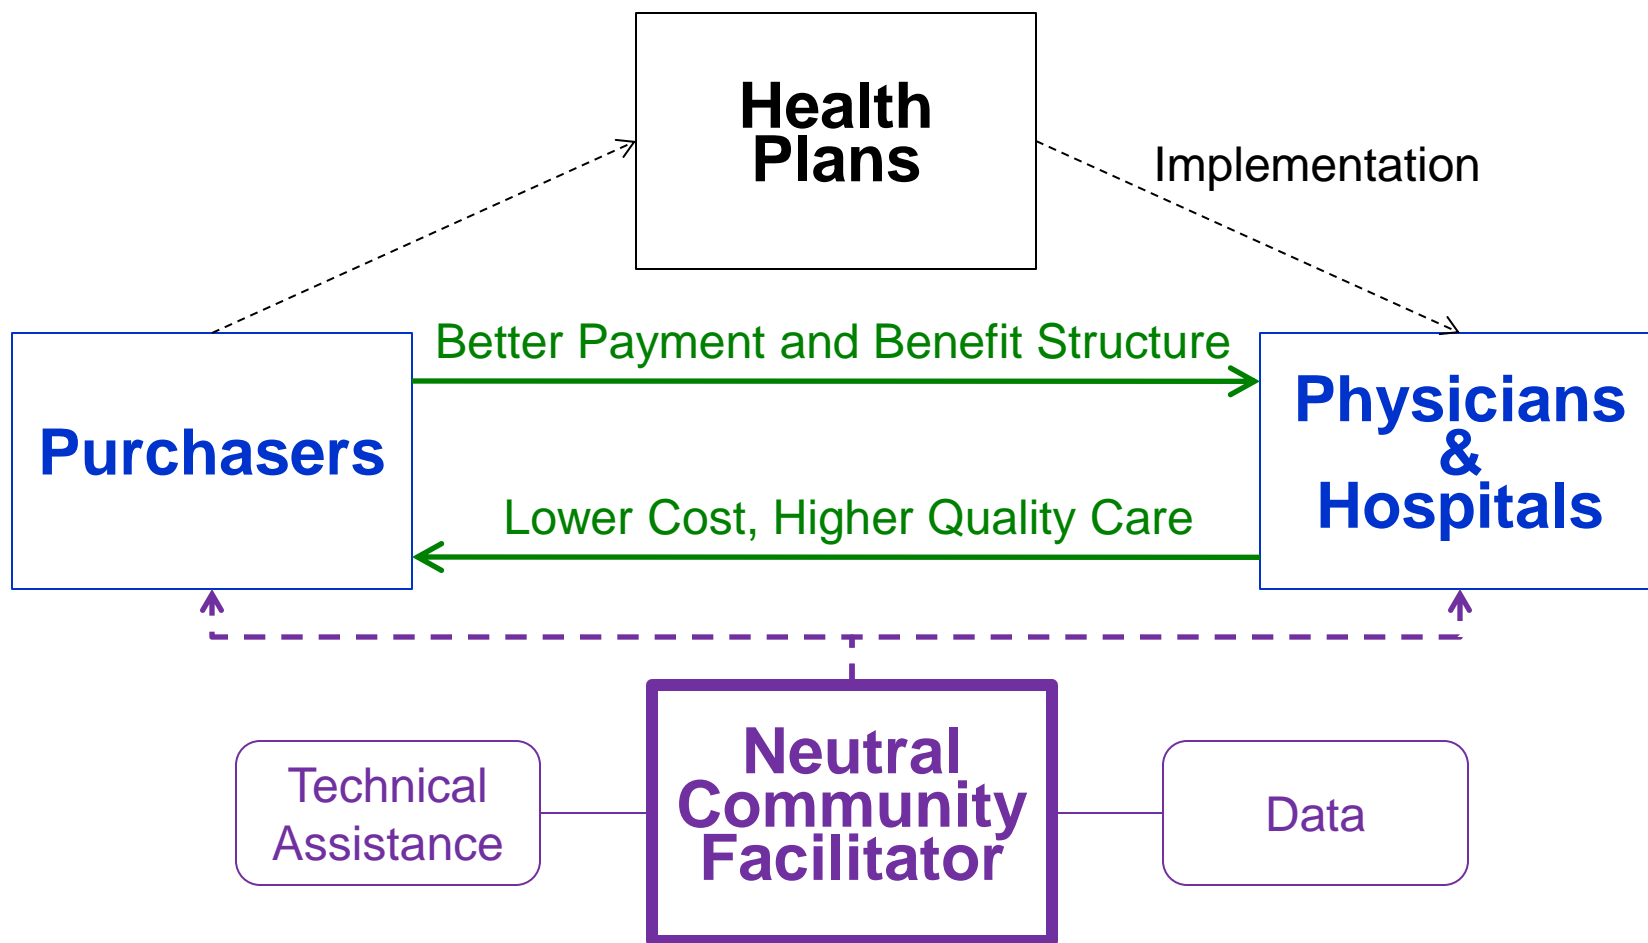 Health
Plans
Implementation
Better Payment and Benefit Structure
Purchasers
Physicians
&
Hospitals
Lower Cost, Higher Quality Care
Technical
Assistance
Neutral
Community
Facilitator
Data